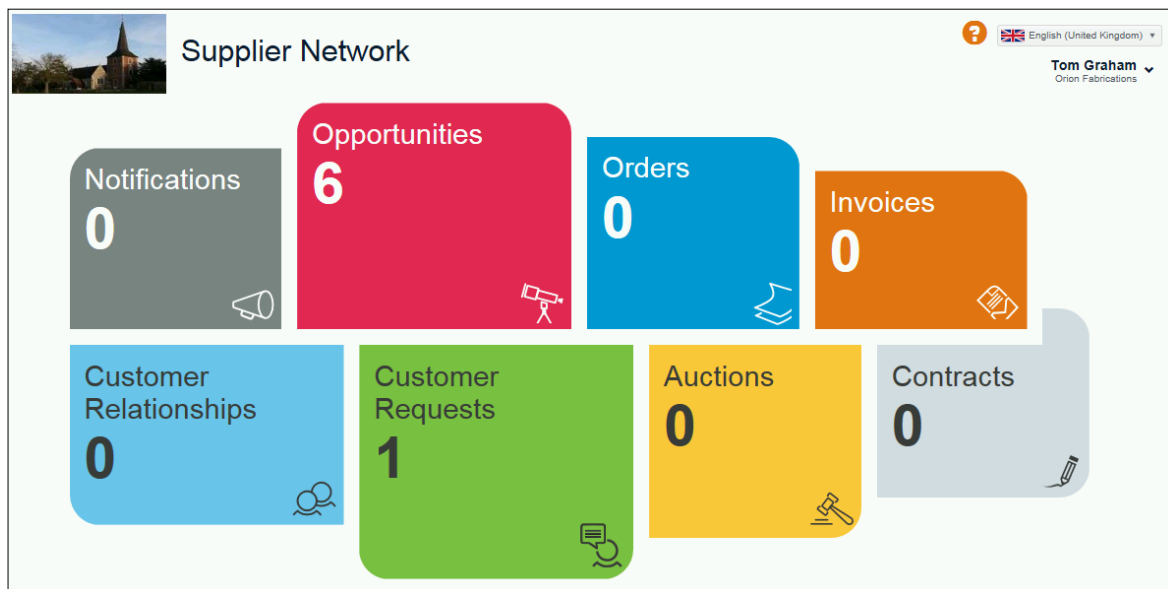 Supplier Network
?
English (United Kingdom)
Tom Graham
Orion Fabrications
Notifications
0
Opportunities
6
Orders
0
Invoices
0
Customer
Relationships
0
Customer
Requests
1
Auctions
0
Contracts
0